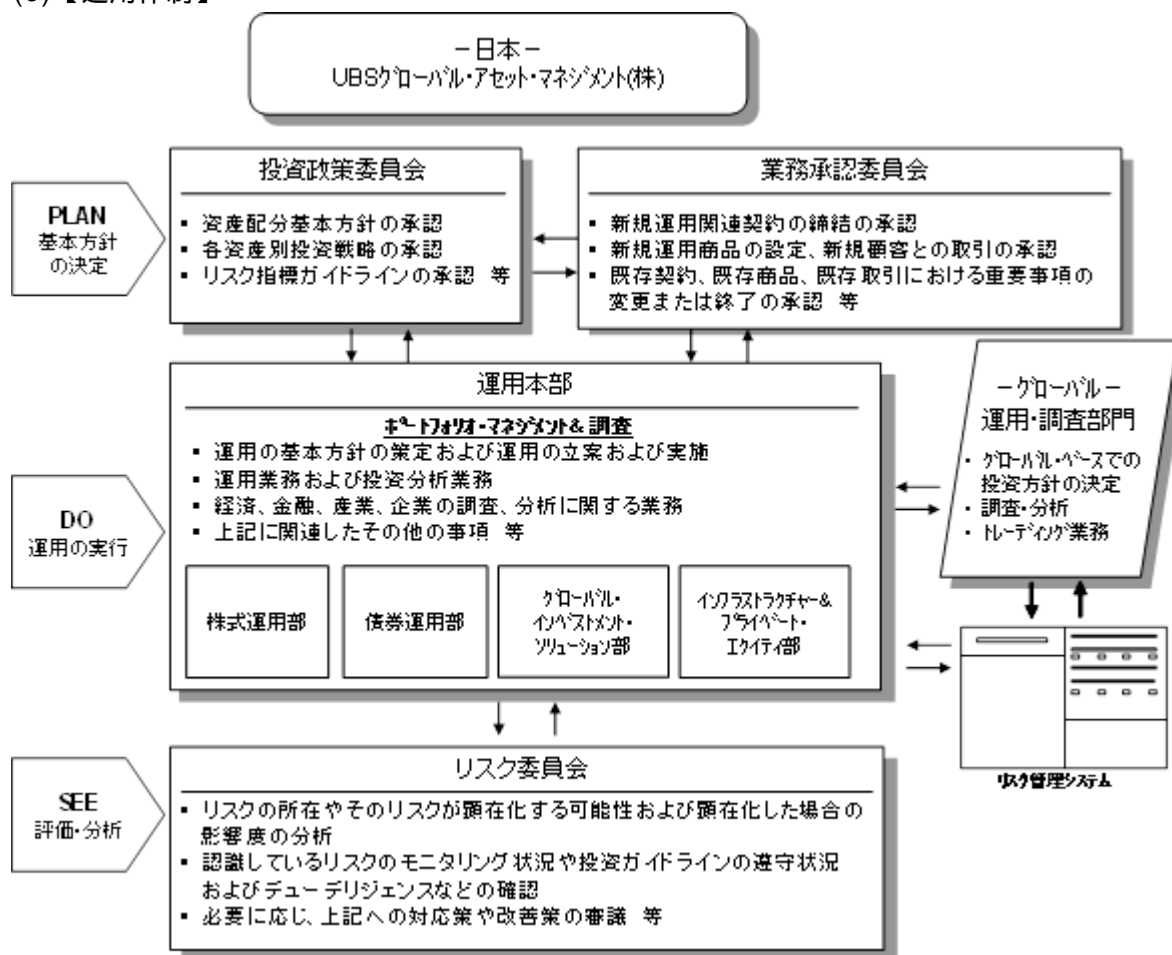 (3)【運用体制】
－日本－
UBSグローバル・アセット・マネジメント(株)
PLAN
基本方針
の決定
投資政策委員会
▪ 資産配分基本方針の承認
▪ 各資産別投資戦略の承認
▪ リスク指標ガイドラインの承認 等
業務承認委員会
▪ 新規運用関連契約の締結の承認
▪ 新規運用商品の設定、新規顧客との取引の承認
▪ 既存契約、既存商品、既存取引における重要事項の
変更または終了の承認 等
DO
運用の実行
運用本部
ポートフォリオ・マネジメント& 調査
▪ 運用の基本方針の策定および運用の立案および実施
▪ 運用業務および投資分析業務
▪ 経済、金融、産業、企業の調査、分析に関する業務
▪ 上記に関連したその他の事項 等
株式運用部
債券運用部
グローバル・
インベストメント・
ソリューション部
インフラストラクチャー&
プライベート・
エクイティ部
－グローバル－
運用・調査部門
▪ グローバル・ベースでの
投資方針の決定
▪ 調査・分析
▪ トレーディング業務
リスク管理システム
SEE
評価・分析
リスク委員会
▪ リスクの所在やそのリスクが顕在化する可能性および顕在化した場合の
影響度の分析
▪ 認識しているリスクのモニタリング状況や投資ガイドラインの遵守状況
およびデューデリジェンスなどの確認
▪ 必要に応じ、上記への対応策や改善策の審議 等